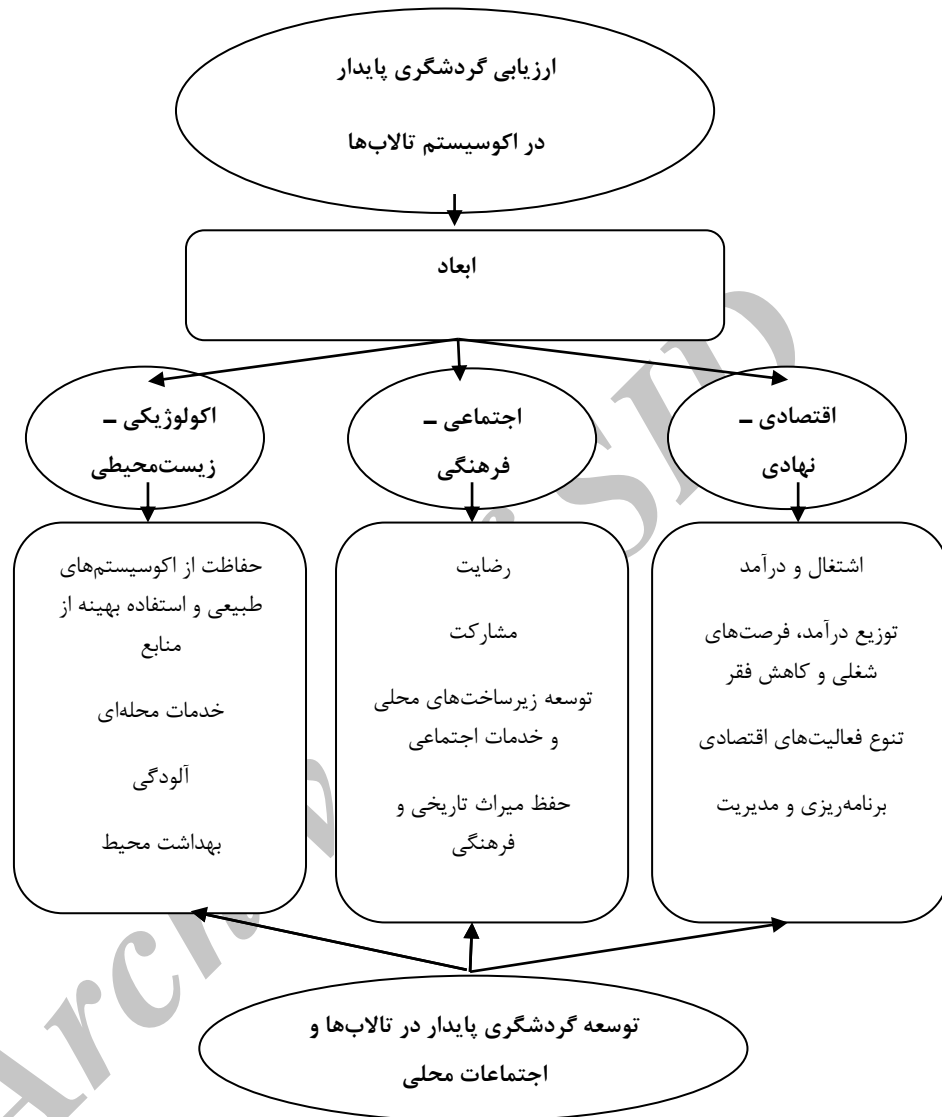 ارزیابی گردشگری پایدار
در اکوسیستم تالاب‌ها
ابعاد
اقتصادی ـ
نهادی
اجتماعی ـ
فرهنگی
اکولوژیکی ـ
زیست‌محیطی
اشتغال و درآمد
توزیع درآمد، فرصت‌های
شغلی و کاهش فقر
تنوع فعالیت‌های اقتصادی
برنامه‌ریزی و مدیریت
رضایت
مشارکت
توسعه زیرساخت‌های محلی
و خدمات اجتماعی
حفظ میراث تاریخی و
فرهنگی
حفاظت از اکوسیستم‌های
طبیعی و استفاده بهینه از
منابع
خدمات محله‌ای
آلودگی
بهداشت محیط
توسعه گردشگری پایدار در تالاب‌ها و
اجتماعات محلی